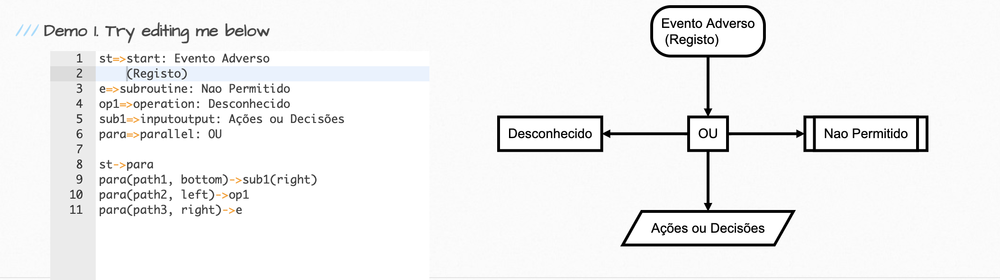 /// Demo 1. Try editing me below
1 st=>start: Evento Adverso
2 (Registo)
3 e=>subroutine: Nao Permitido
4 op1=>operation: Desconhecido
5 sub1=>inputoutput: Ações ou Decisões
6 para=>parallel: OU
7
8 st->para
9 para(path1, bottom)->sub1(right)
10 para(path2, left)->op1
11 para(path3, right)->e
Evento Adverso
(Registo)
Desconhecido
OU
Nao Permitido
Ações ou Decisões